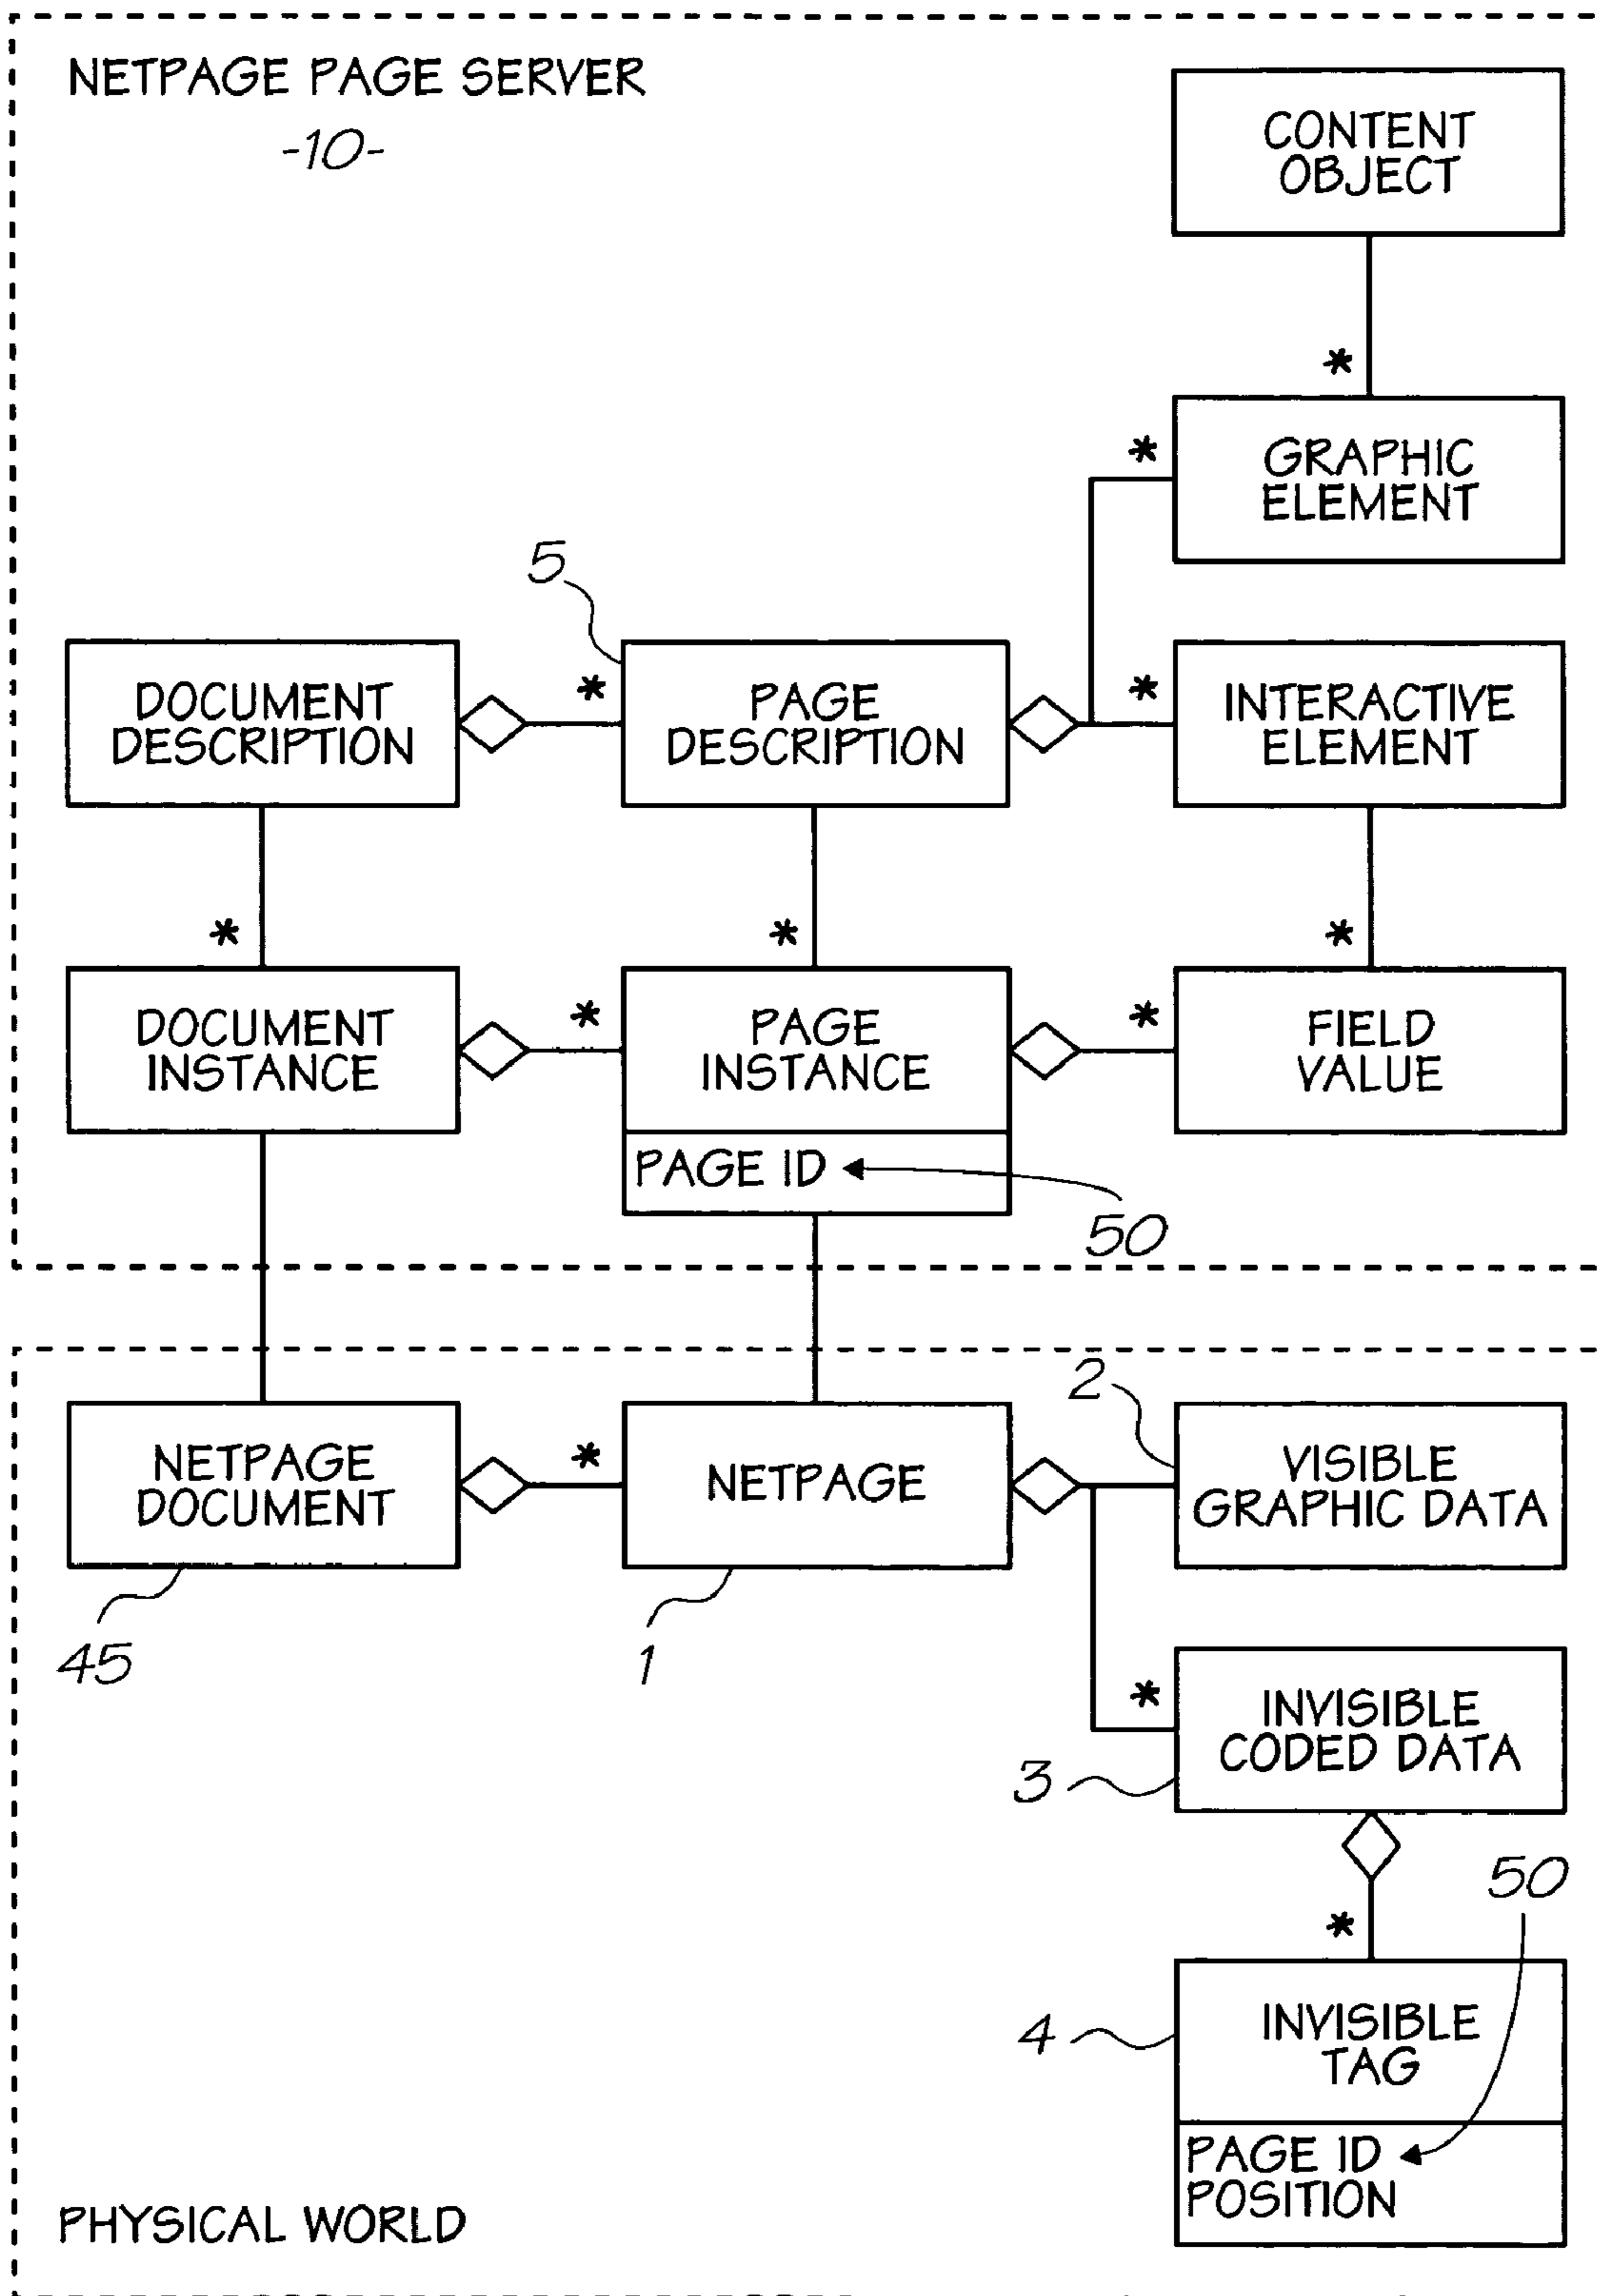 NETPAGE PAGE SERVER
-10-
CONTENT
OBJECT
*
*
GRAPHIC
ELEMENT
5
DOCUMENT
DESCRIPTION
*
PAGE
DESCRIPTION
*
INTERACTIVE
ELEMENT
*
*
*
DOCUMENT
INSTANCE
*
PAGE
INSTANCE
*
FIELD
VALUE
PAGE ID
50
2
NETPAGE
DOCUMENT
*
NETPAGE
VISIBLE
GRAPHIC DATA
45
1
*
INVISIBLE
CODED DATA
3
50
*
4
INVISIBLE
TAG
PAGE ID
POSITION
PHYSICAL WORLD